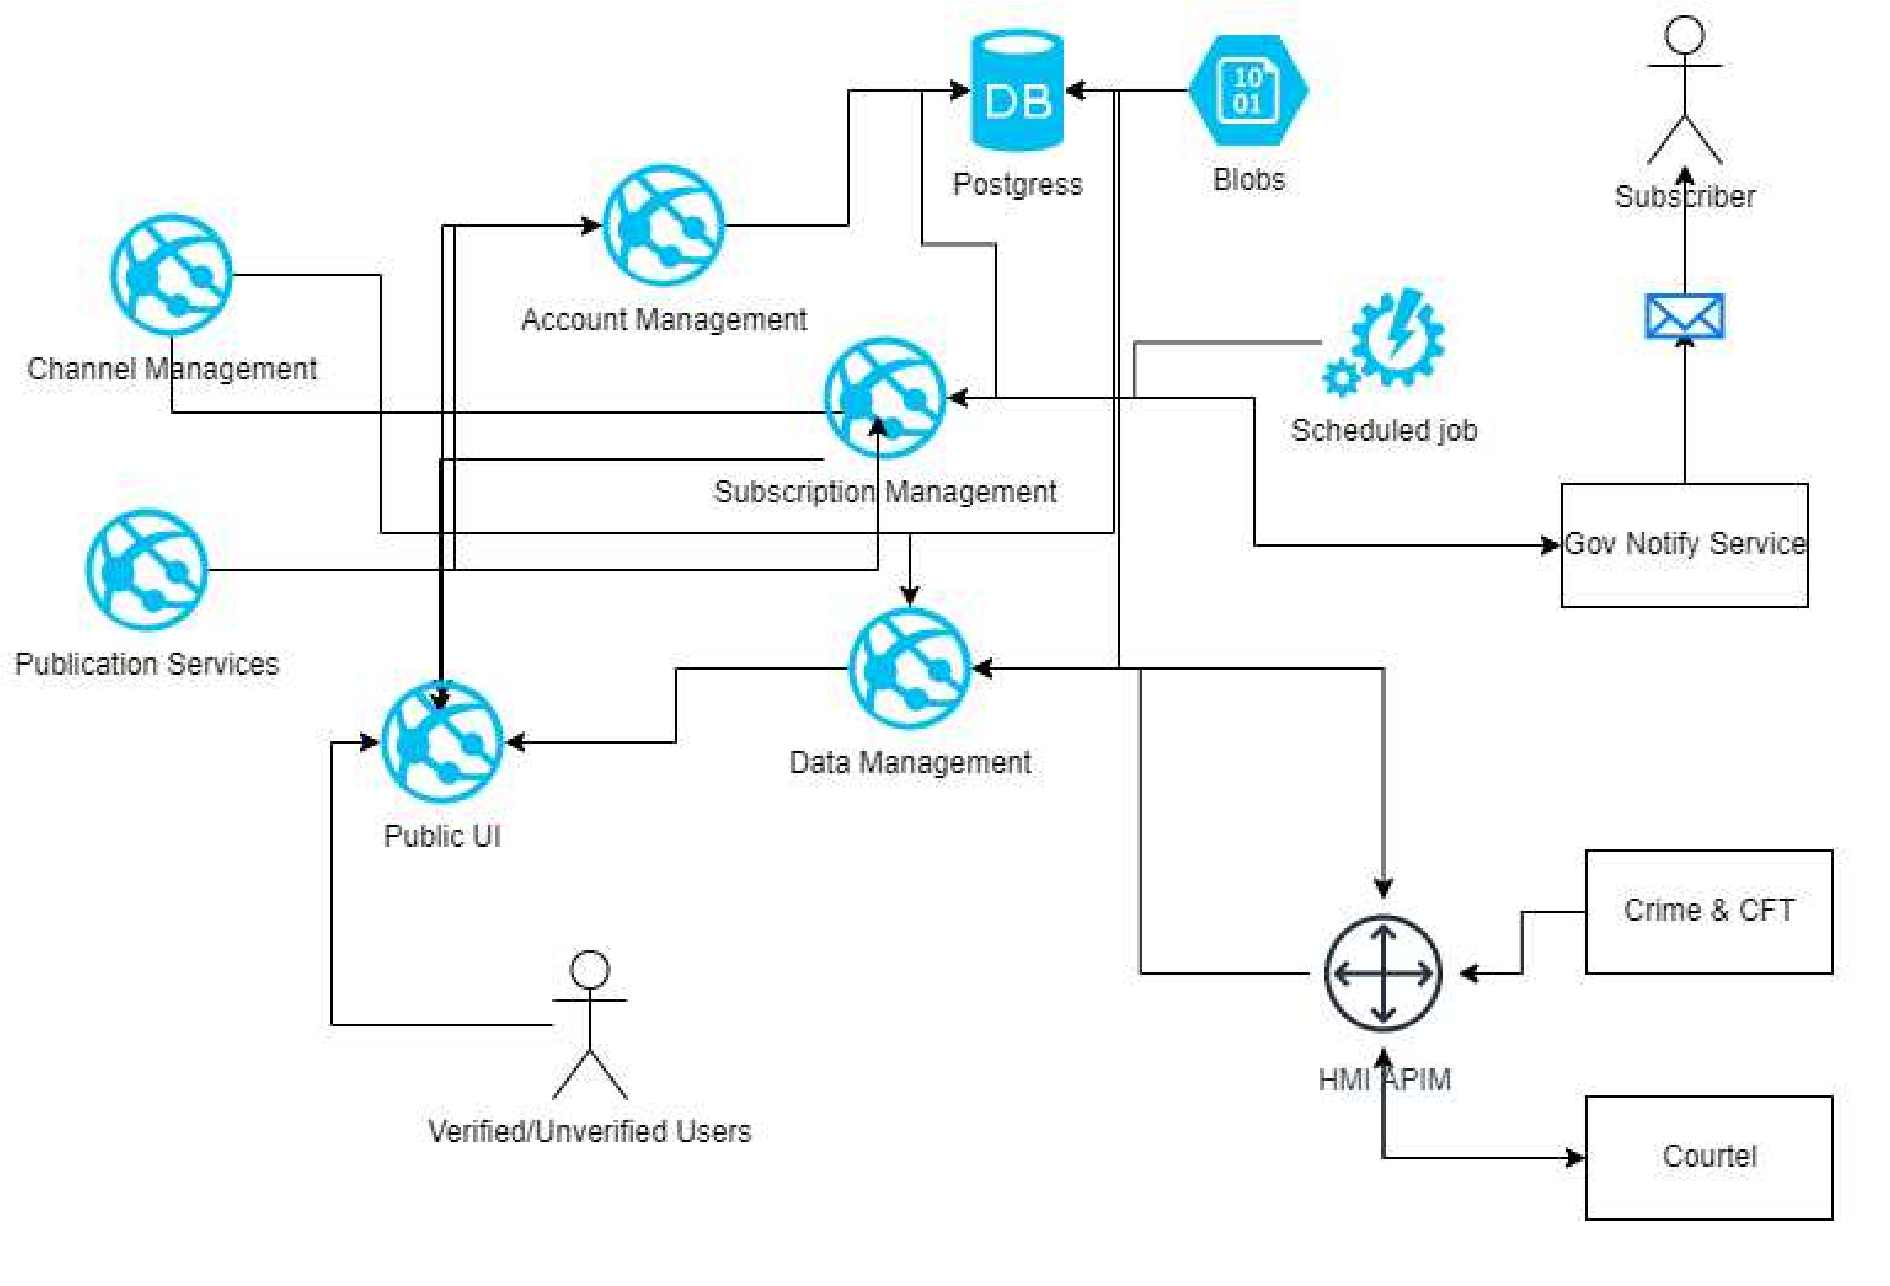 10
01
DB
Postgress
Blobs
Subscriber
Account Management
Channel Management
Scheduled job
Subscription Management
Gov Notify Service
Publication Services
Data Management
Public UI
Crime & CFT
HMI APIM
Verified/Unverified Users
Courtel